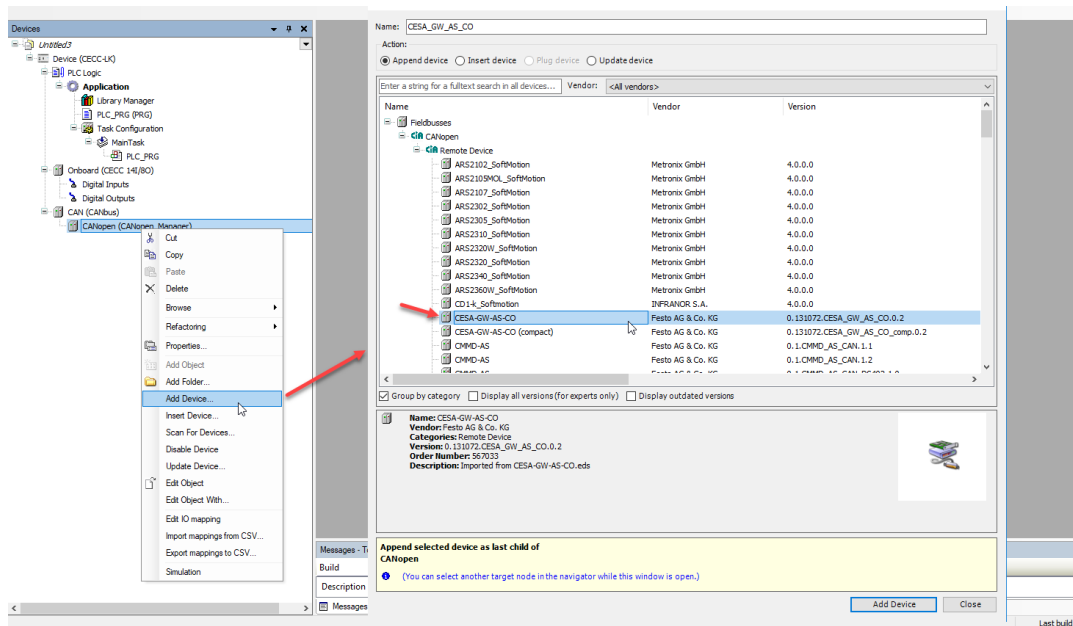 Devices
Untitled3
Device (CECC-LK)
PLC Logic
Application
Library Manager
PLC_PRG (PRG)
Task Configuration
MainTask
PLC_PRG
Onboard (CECC 14I/8O)
Digital Inputs
Digital Outputs
CAN (CANbus)
CANopen (CANopen_Manager)
Cut
Copy
Paste
Delete
Browse
Refactoring
Properties...
Add Object
Add Folder...
Add Device...
Insert Device...
Scan For Devices...
Disable Device
Update Device...
Edit Object
Edit Object With...
Edit IO mapping
Import mappings from CSV...
Export mappings to CSV...
Simulation
Messages - T
Build
Description
Messages
Last build
Name: CESA_GW_AS_CO
Action:
Append device Insert device Plug device Update device
Enter a string for a fulltext search in all devices... Vendor: <All vendors>
Name Vendor Version
Fieldbusses
CiA CANopen
CiA Remote Device
ARS2102_SoftMotion Metronix GmbH 4.0.0.0
ARS2105MOL_SoftMotion Metronix GmbH 4.0.0.0
ARS2107_SoftMotion Metronix GmbH 4.0.0.0
ARS2302_SoftMotion Metronix GmbH 4.0.0.0
ARS2305_SoftMotion Metronix GmbH 4.0.0.0
ARS2310_SoftMotion Metronix GmbH 4.0.0.0
ARS2320W_SoftMotion Metronix GmbH 4.0.0.0
ARS2320_SoftMotion Metronix GmbH 4.0.0.0
ARS2340_SoftMotion Metronix GmbH 4.0.0.0
ARS2360W_SoftMotion Metronix GmbH 4.0.0.0
CD1-k_Softmotion INFRANOR S.A. 4.0.0.0
CESA-GW-AS-CO Festo AG & Co. KG 0.131072.CESA_GW_AS_CO.0.2
CESA-GW-AS-CO (compact) Festo AG & Co. KG 0.131072.CESA_GW_AS_CO_comp.0.2
CMMD-AS Festo AG & Co. KG 0.1.CMMD_AS_CAN.1.1
CMMD-AS Festo AG & Co. KG 0.1.CMMD_AS_CAN.1.2
Group by category Display all versions(for experts only) Display outdated versions
Name: CESA-GW-AS-CO
Vendor: Festo AG & Co. KG
Categories: Remote Device
Version: 0.131072.CESA_GW_AS_CO.0.2
Order Number: 567033
Description: Imported from CESA-GW-AS-CO.eds
Append selected device as last child of
CANopen
(You can select another target node in the navigator while this window is open.)
Add Device Close